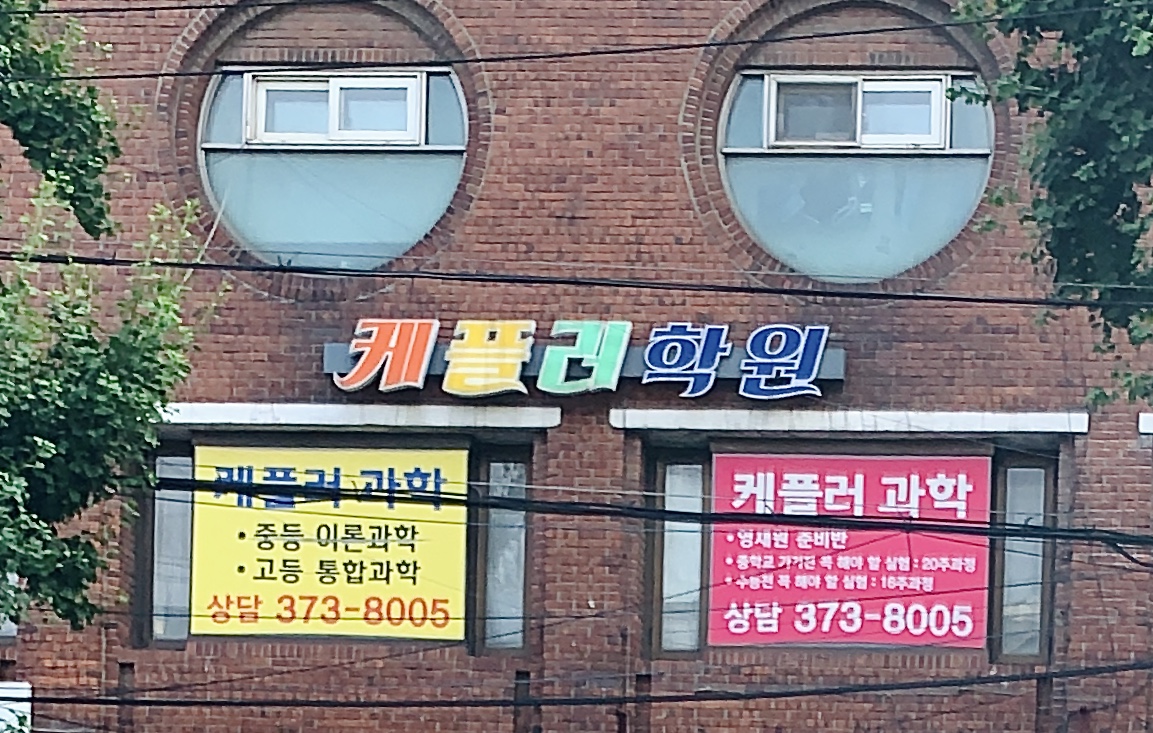 케플러학원
케플러 과학
• 중등 이론과학
• 고등 통합과학
상담 373-8005
케플러 과학
• 영재원 준비반
• 중학교 가기전 꼭 해야 할 실험 : 20주과정
• 수능전 꼭 해야 할 실험 : 16주과정
상담 373-8005